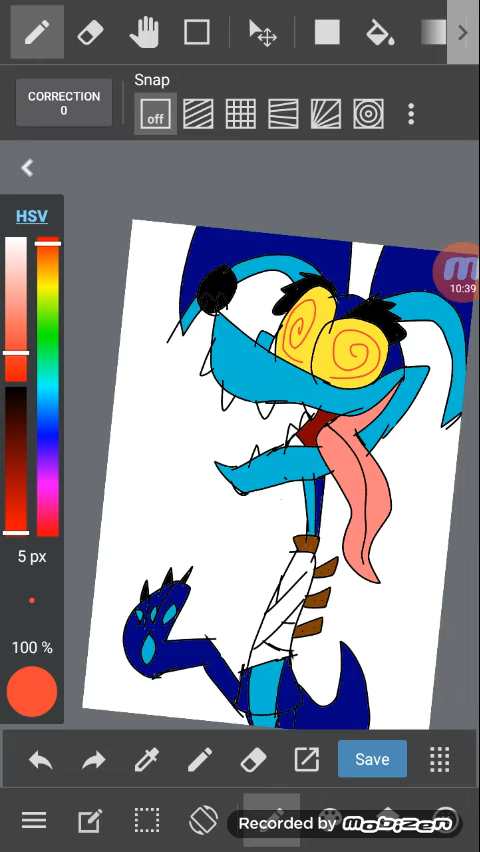 Snap
CORRECTION
0
off
HSV
10:39
5 px
100 %
Save
Recorded by MOBIZEN